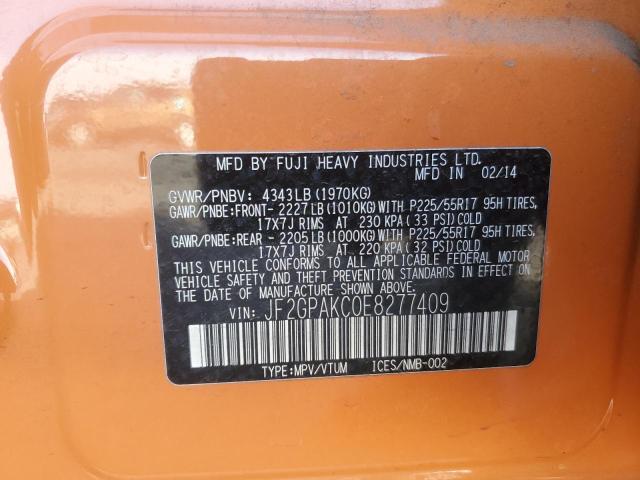 MFD BY FUJI HEAVY INDUSTRIES LTD.
MFD IN 02/14
GVWR/PNBV: 4343LB(1970KG)
GAWR/PNBE:FRONT- 2227LB(1010KG) WITH P225/55R17 95H TIRES,
17X7J RIMS AT 230 KPA(33 PSI)COLD
GAWR/PNBE:REAR - 2205LB(1000KG) WITH P225/55R17 95H TIRES,
17X7J RIMS AT 220 KPA(32 PSI)COLD
THIS VEHICLE CONFORMS TO ALL APPLICABLE FEDERAL MOTOR
VEHICLE SAFETY AND BUMPER STANDARDS IN EFFECT ON
THE DATE OF MANUFACTURE SHOWN ABOVE.
VIN: JF2GPAKC0E8277409
TYPE:MPV/VTUM ICES/NMB-002